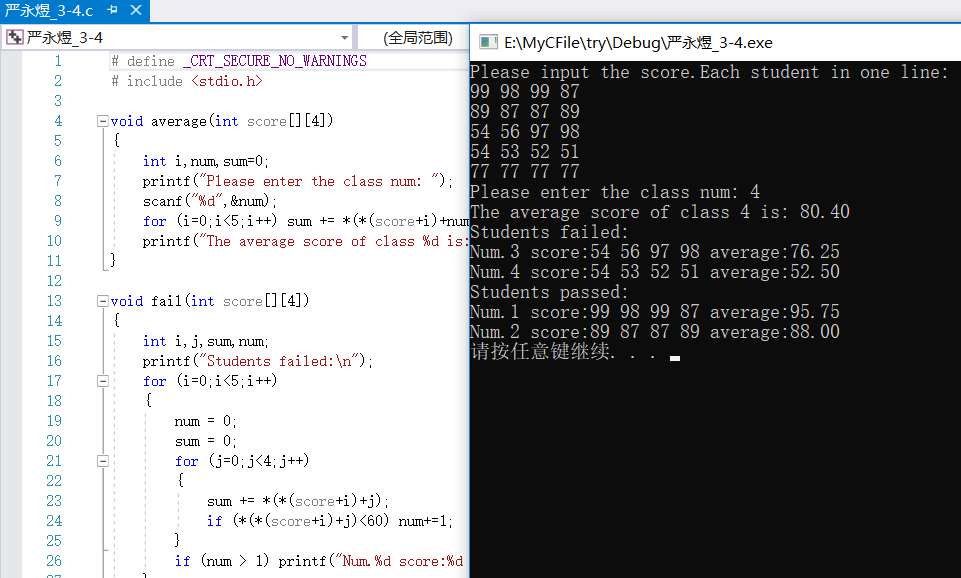 严永煜_3-4.c
严永煜_3-4
(全局范围)
1 # define _CRT_SECURE_NO_WARNINGS
2 # include <stdio.h>
3
4 void average(int score[][4])
5 {
6 int i,num,sum=0;
7 printf("Please enter the class num: ");
8 scanf("%d",&num);
9 for (i=0;i<5;i++) sum += *(*(score+i)+num
10 printf("The average score of class %d is:
11 }
12
13 void fail(int score[][4])
14 {
15 int i,j,sum,num;
16 printf("Students failed:\n");
17 for (i=0;i<5;i++)
18 {
19 num = 0;
20 sum = 0;
21 for (j=0;j<4;j++)
22 {
23 sum += *(*(score+i)+j);
24 if (*(*(score+i)+j)<60) num+=1;
25 }
26 if (num > 1) printf("Num.%d score:%d
E:\MyCFile\try\Debug\严永煜_3-4.exe
Please input the score.Each student in one line:
99 98 99 87
89 87 87 89
54 56 97 98
54 53 52 51
77 77 77 77
Please enter the class num: 4
The average score of class 4 is: 80.40
Students failed:
Num.3 score:54 56 97 98 average:76.25
Num.4 score:54 53 52 51 average:52.50
Students passed:
Num.1 score:99 98 99 87 average:95.75
Num.2 score:89 87 87 89 average:88.00
请按任意键继续. . .